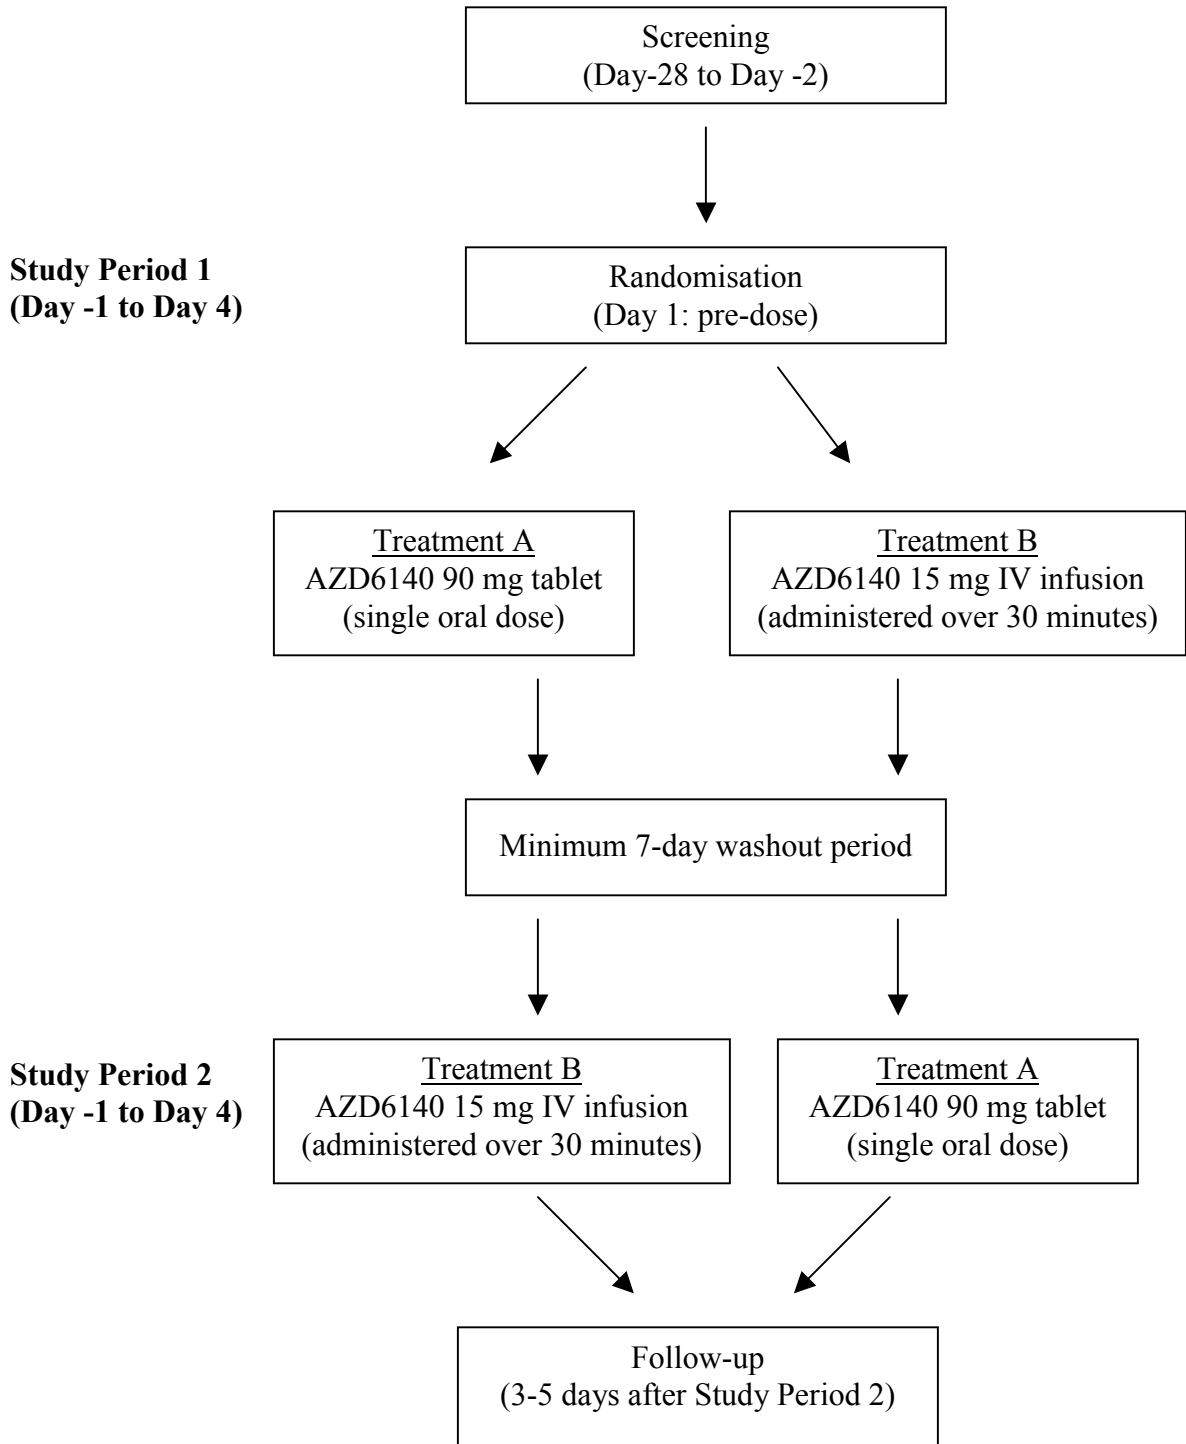 Screening
(Day-28 to Day -2)
Study Period 1
(Day -1 to Day 4)
Randomisation
(Day 1: pre-dose)
Treatment A
AZD6140 90 mg tablet
(single oral dose)
Treatment B
AZD6140 15 mg IV infusion
(administered over 30 minutes)
Minimum 7-day washout period
Study Period 2
(Day -1 to Day 4)
Treatment B
AZD6140 15 mg IV infusion
(administered over 30 minutes)
Treatment A
AZD6140 90 mg tablet
(single oral dose)
Follow-up
(3-5 days after Study Period 2)